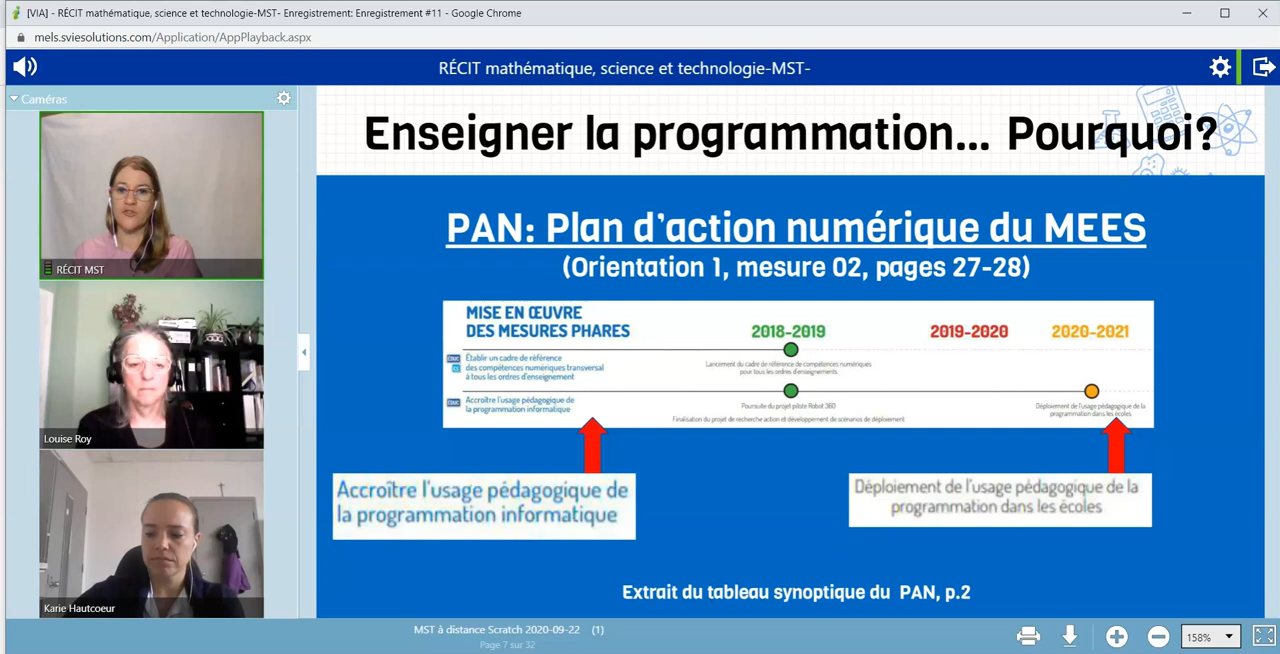 [VIA] - RÉCIT mathématique, science et technologie-MST- Enregistrement: Enregistrement #11 - Google Chrome
mels.sviesolutions.com/Application/AppPlayback.aspx
RÉCIT mathématique, science et technologie-MST-
Caméras
RÉCIT MST
Louise Roy
Karie Hautcoeur
Enseigner la programmation... Pourquoi?
PAN: Plan d'action numérique du MEES
(Orientation 1, mesure 02, pages 27-28)
MISE EN ŒUVRE
DES MESURES PHARES
2018-2019
2019-2020
2020-2021
ÉDUC
Établir un cadre de référence
des compétences numériques transversal
à tous les ordres d'enseignement
Lancement du cadre de référence de compétences numériques
pour tous les ordres d'enseignements
ÉDUC
Accroître l'usage pédagogique de
la programmation informatique
Poursuite du projet pilote Robot 360
Finalisation du projet de recherche action et développement de scénarios de déploiement
Déploiement de l'usage pédagogique de la
programmation dans les écoles
Accroître l'usage pédagogique de
la programmation informatique
Déploiement de l'usage pédagogique de la
programmation dans les écoles
Extrait du tableau synoptique du PAN, p.2
MST à distance Scratch 2020-09-22 (1)
Page 7 sur 32
158%